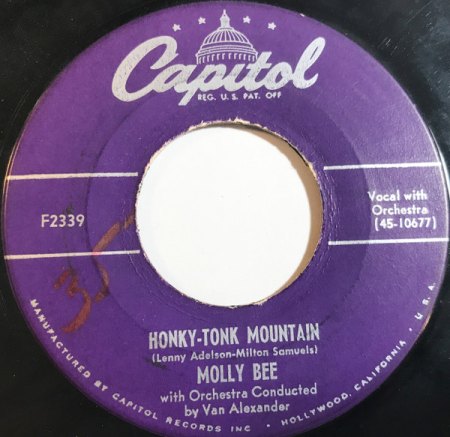 Capitol
REG. U.S. PAT. OFF
F2339
Vocal with
Orchestra
(45-10677)
35
HONKY-TONK MOUNTAIN
(Lenny Adelson-Milton Samuels)
MOLLY BEE
with Orchestra Conducted
by Van Alexander
MANUFACTURED BY CAPITOL RECORDS INC • HOLLYWOOD, CALIFORNIA, U.S.A.